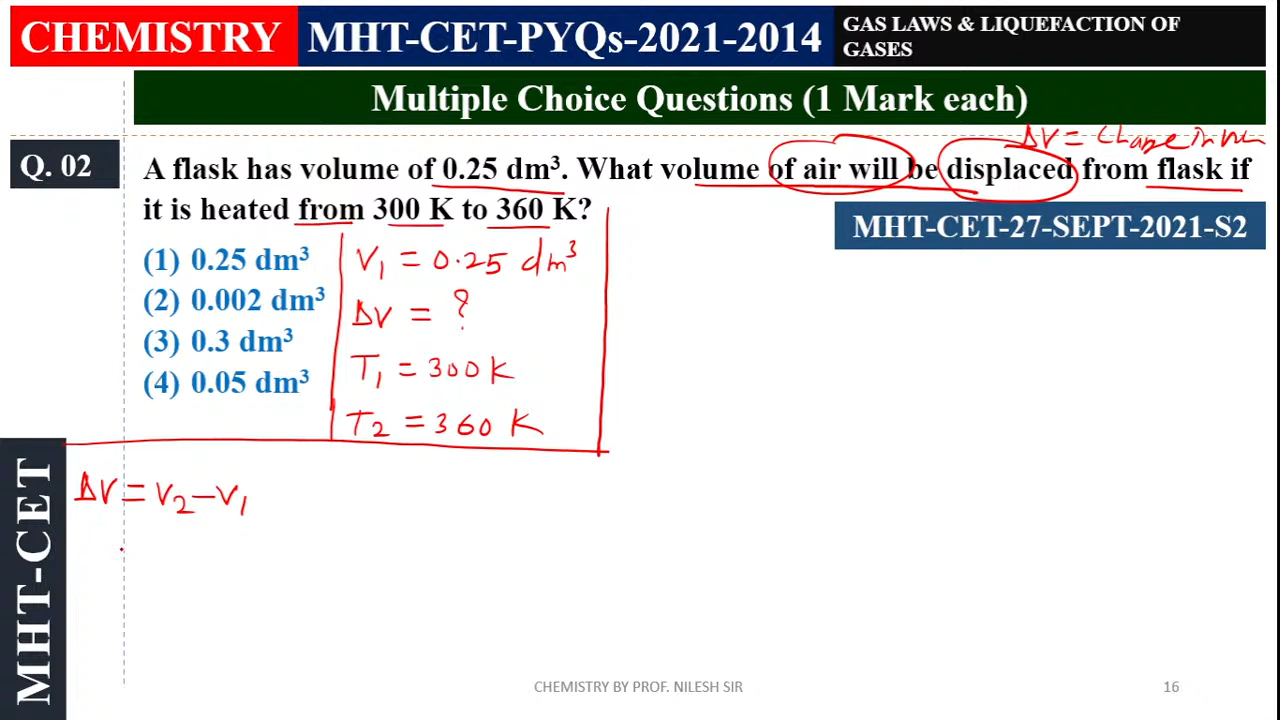 CHEMISTRY
MHT-CET-PYQs-2021-2014
GAS LAWS & LIQUEFACTION OF
GASES
Multiple Choice Questions (1 Mark each)
ΔV = change in
Q. 02
A flask has volume of 0.25 dm³. What volume of air will be displaced from flask if
it is heated from 300 K to 360 K?
MHT-CET-27-SEPT-2021-S2
(1) 0.25 dm³
(2) 0.002 dm³
(3) 0.3 dm³
(4) 0.05 dm³
V₁ = 0.25 dm³
ΔV = ?
T₁ = 300 K
T₂ = 360 K
ΔV = V₂ - V₁
MHT-CET
CHEMISTRY BY PROF. NILESH SIR
16